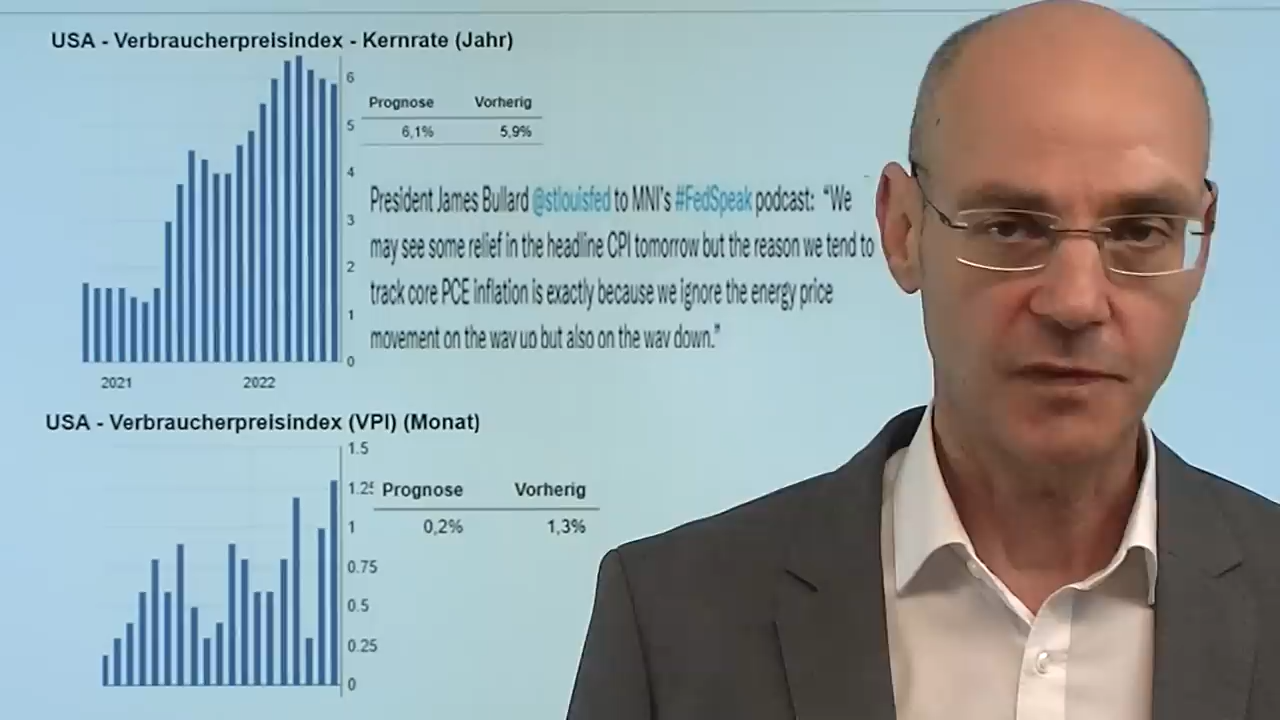 USA - Verbraucherpreisindex - Kernrate (Jahr)
6
5
4
3
2
1
0
2021 2022
Prognose Vorherig
6,1% 5,9%
President James Bullard @stlouisfed to MNI's #FedSpeak podcast: “We
may see some relief in the headline CPI tomorrow but the reason we tend to
track core PCE inflation is exactly because we ignore the energy price
movement on the way up but also on the way down.”
USA - Verbraucherpreisindex (VPI) (Monat)
1.5
1.25
1
0.75
0.5
0.25
0
Prognose Vorherig
0,2% 1,3%